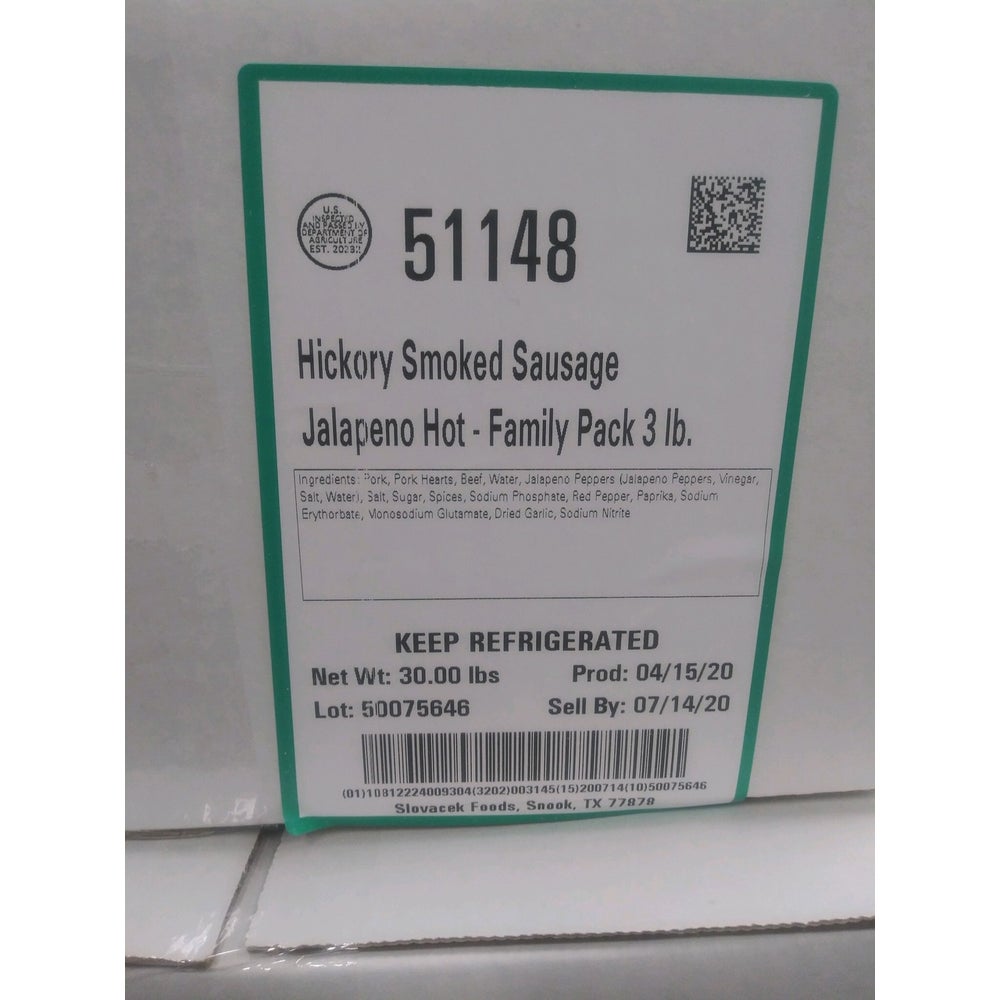 U.S.
INSPECTED
AND PASSED BY
DEPARTMENT OF
AGRICULTURE
EST. 20232
51148
Hickory Smoked Sausage
Jalapeno Hot - Family Pack 3 lb.
Ingredients: Pork, Pork Hearts, Beef, Water, Jalapeno Peppers (Jalapeno Peppers, Vinegar,
Salt, Water), Salt, Sugar, Spices, Sodium Phosphate, Red Pepper, Paprika, Sodium
Erythorbate, Monosodium Glutamate, Dried Garlic, Sodium Nitrite
KEEP REFRIGERATED
Net Wt: 30.00 lbs Prod: 04/15/20
Lot: 50075646 Sell By: 07/14/20
(01)10812224009304(3202)003145(15)200714(10)50075646
Slovacek Foods, Snook, TX 77878